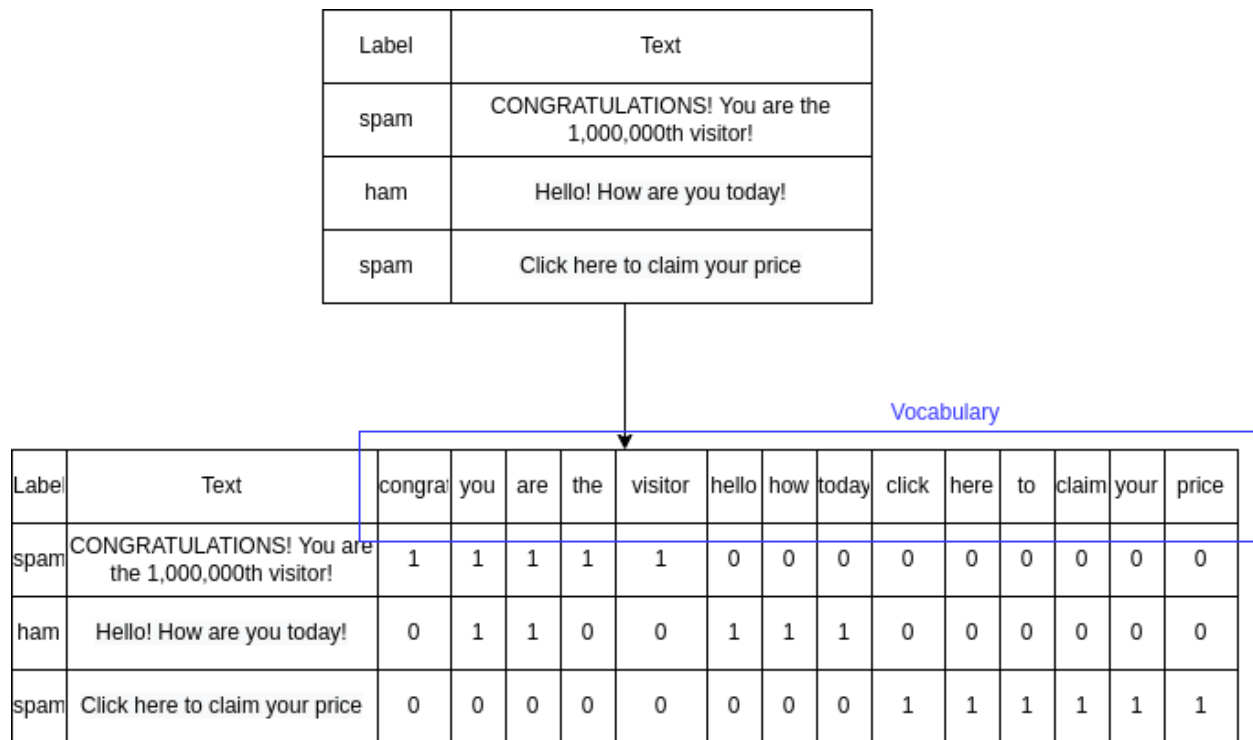 Label Text
spam CONGRATULATIONS! You are the
1,000,000th visitor!
ham Hello! How are you today!
spam Click here to claim your price
Vocabulary
Label Text congrat you are the visitor hello how today click here to claim your price
spam CONGRATULATIONS! You are
the 1,000,000th visitor! 1 1 1 1 1 0 0 0 0 0 0 0 0 0
ham Hello! How are you today! 0 1 1 0 0 1 1 1 0 0 0 0 0 0
spam Click here to claim your price 0 0 0 0 0 0 0 0 1 1 1 1 1 1